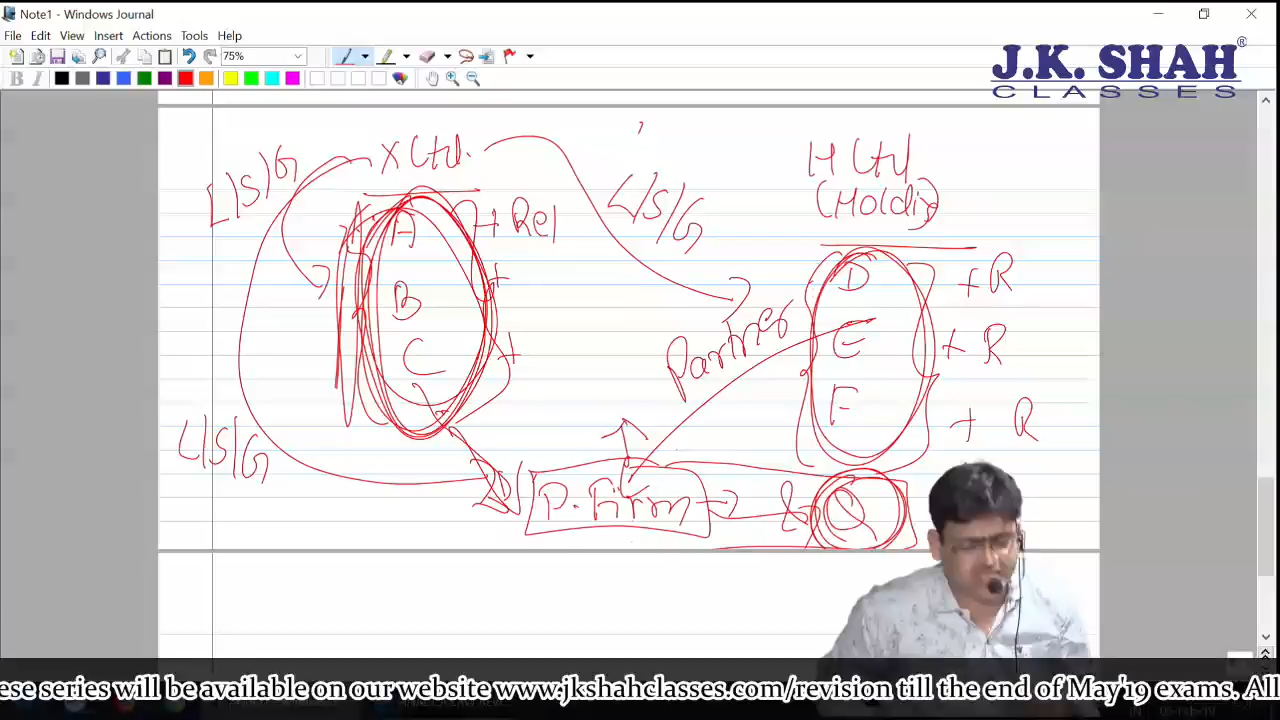 Note1 - Windows Journal
File Edit View Insert Actions Tools Help
75%
B I
J.K. SHAH®
CLASSES
X Ltd.
H Ltd
(Holdi)
L/S/G
L/S/G
A + Rel
B +
C +
D + R
E + R
F + R
Partner
L/S/G
P. Firm
& Q
ese series will be available on our website www.jkshahclasses.com/revision till the end of May'19 exams. All